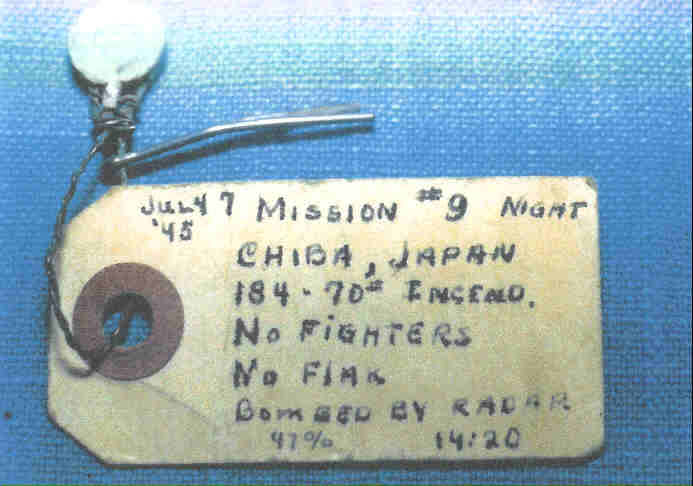 JULY 7 MISSION #9 NIGHT
'45
CHIBA, JAPAN
184 - 70# INCEND.
NO FIGHTERS
NO FLAK
BOMBED BY RADAR
47% 14:20